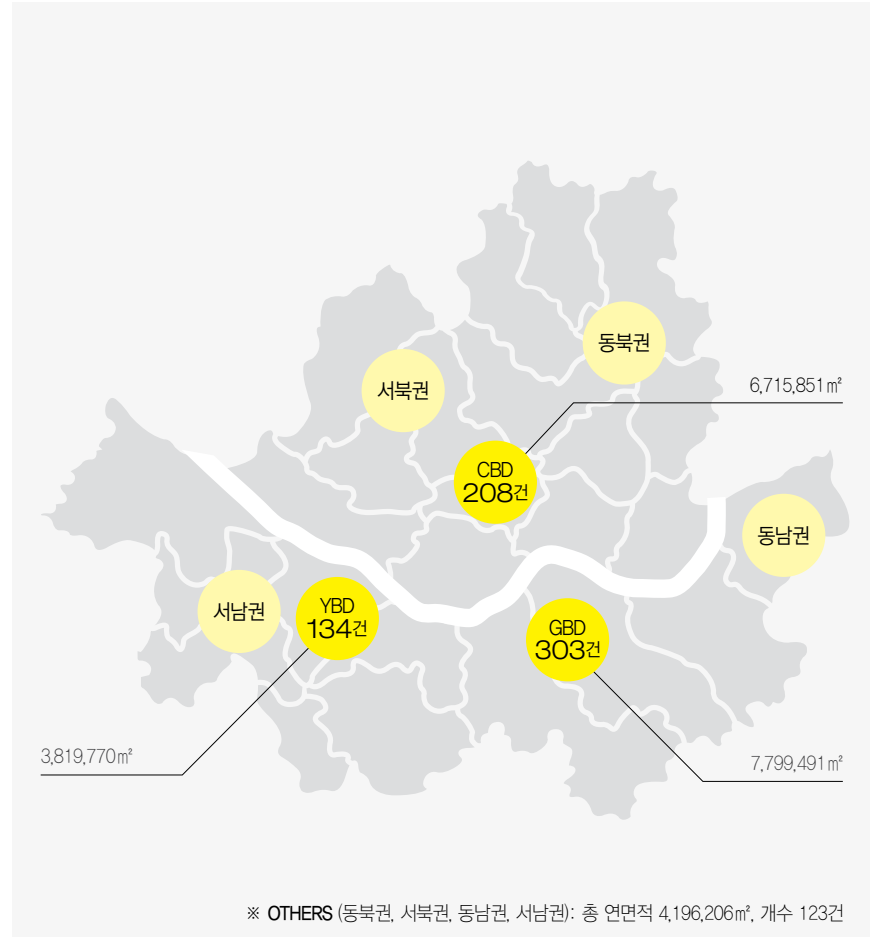 동북권
서북권
6,715,851㎡
CBD
208건
동남권
서남권
YBD
134건
GBD
303건
3,819,770㎡
7,799,491㎡
※ OTHERS (동북권, 서북권, 동남권, 서남권): 총 연면적 4,196,206㎡, 개수 123건